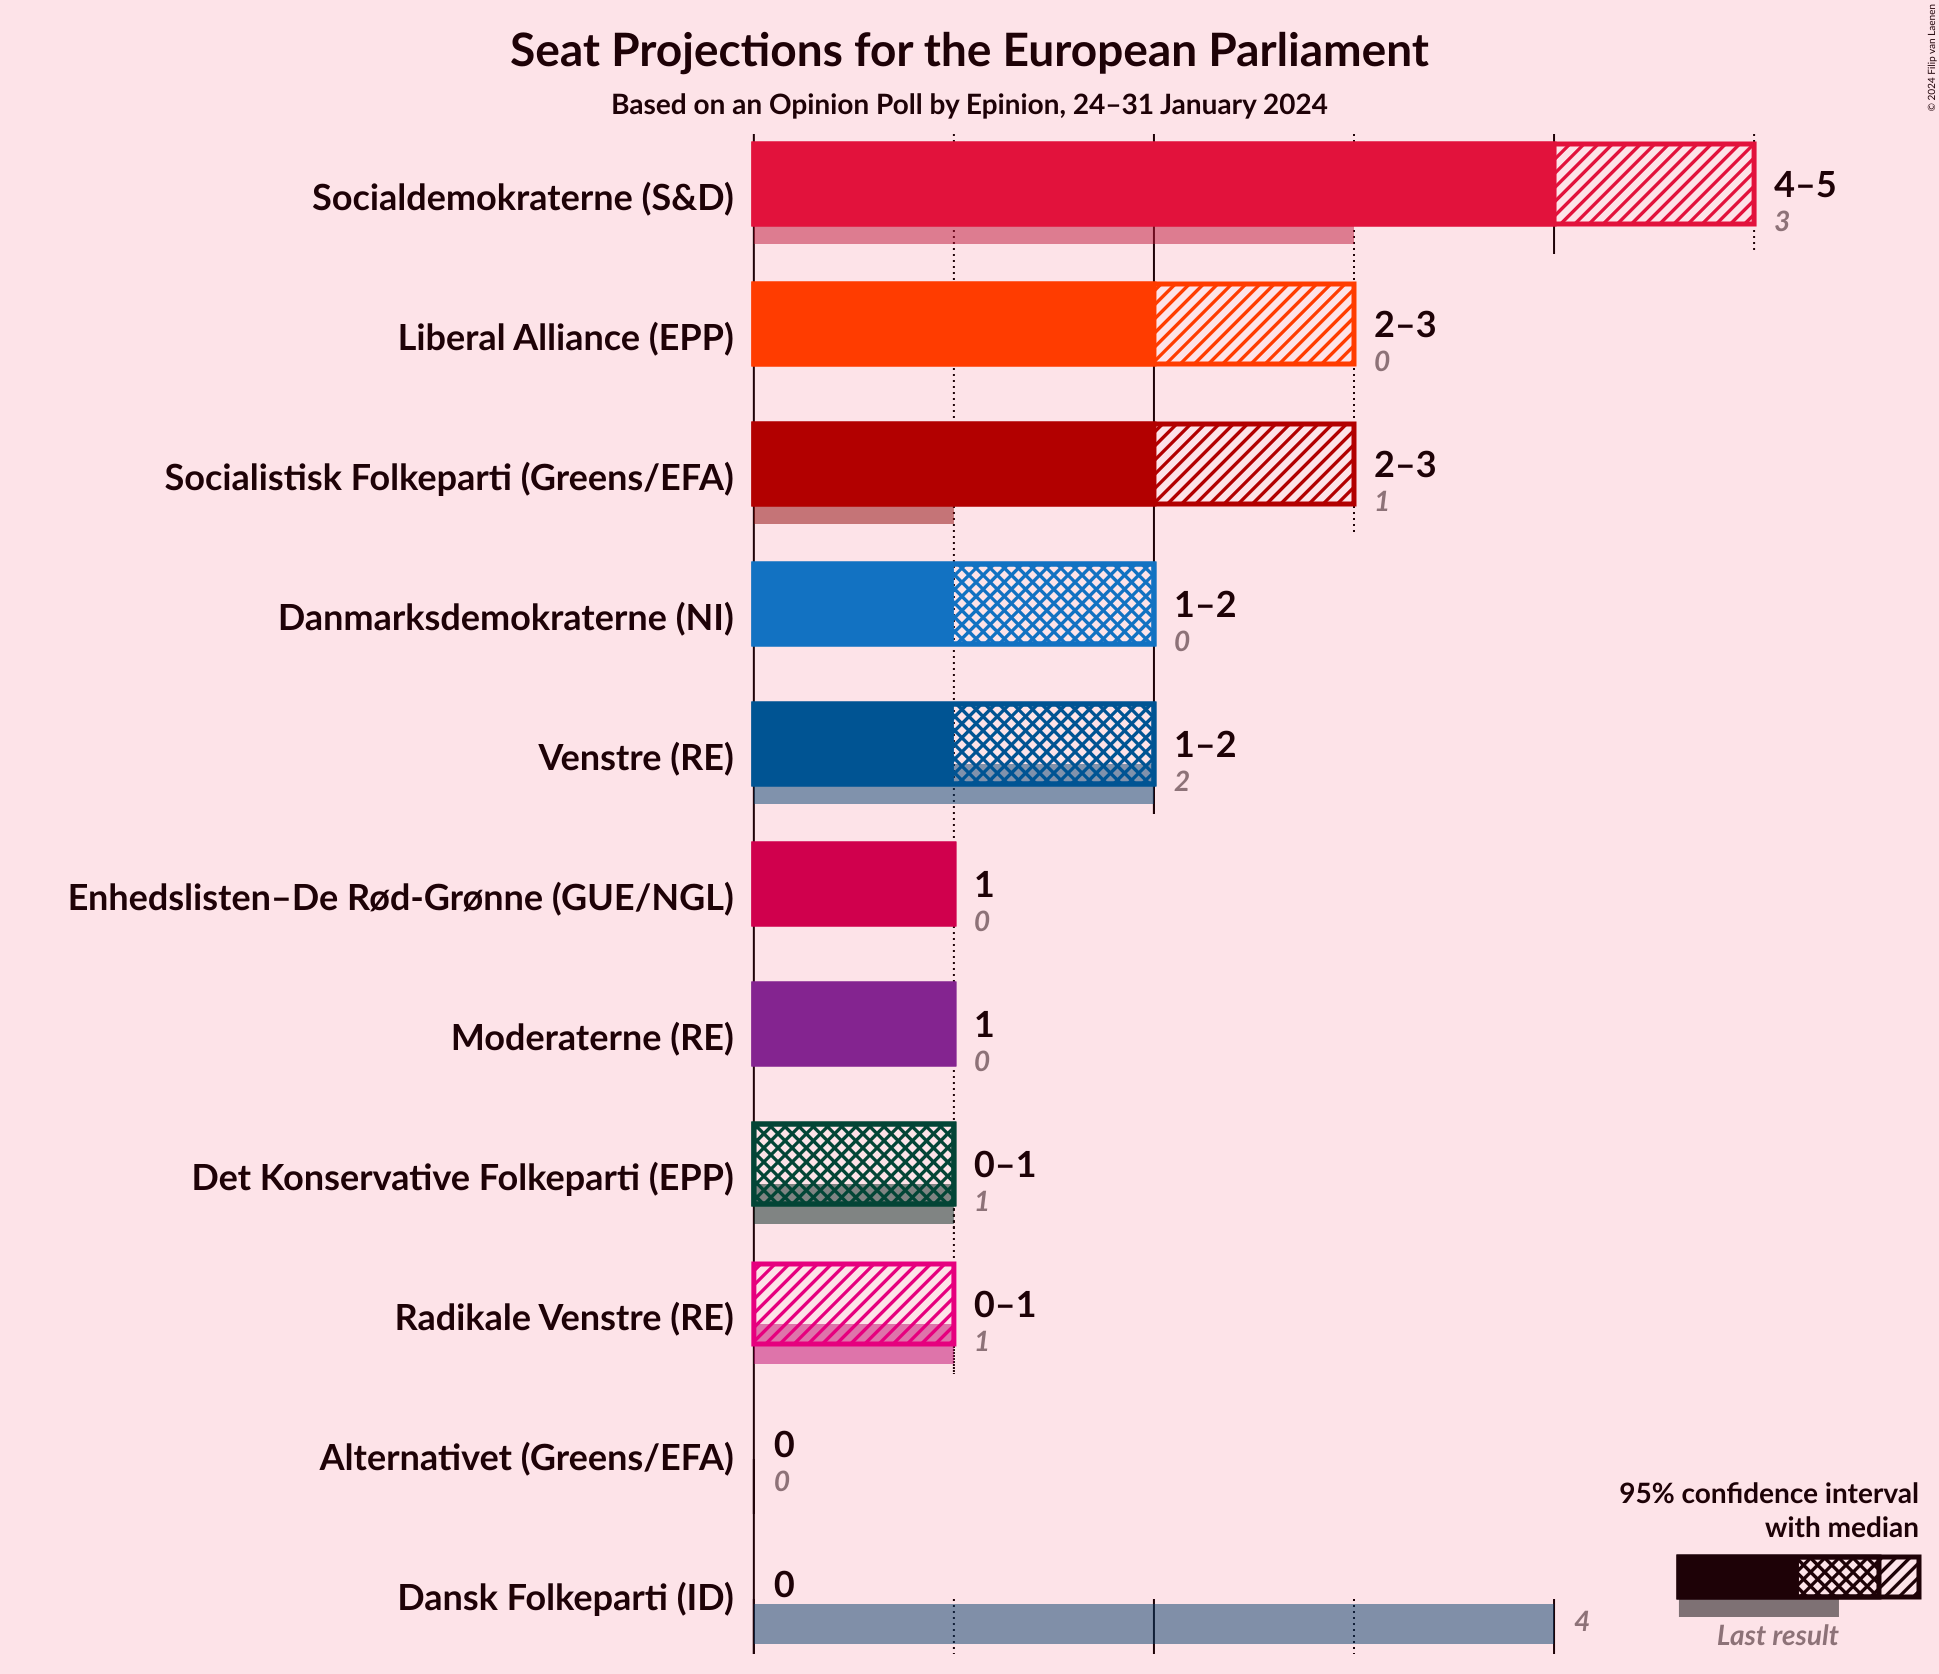 Seat Projections for the European Parliament
Based on an Opinion Poll by Epinion, 24–31 January 2024
© 2024 Filip van Laenen
Socialdemokraterne (S&D)
4–5
3
Liberal Alliance (EPP)
2–3
0
Socialistisk Folkeparti (Greens/EFA)
2–3
1
Danmarksdemokraterne (NI)
1–2
0
Venstre (RE)
1–2
2
Enhedslisten–De Rød-Grønne (GUE/NGL)
1
0
Moderaterne (RE)
1
0
Det Konservative Folkeparti (EPP)
0–1
1
Radikale Venstre (RE)
0–1
1
Alternativet (Greens/EFA)
0
0
Dansk Folkeparti (ID)
0
4
95% confidence interval
with median
Last result